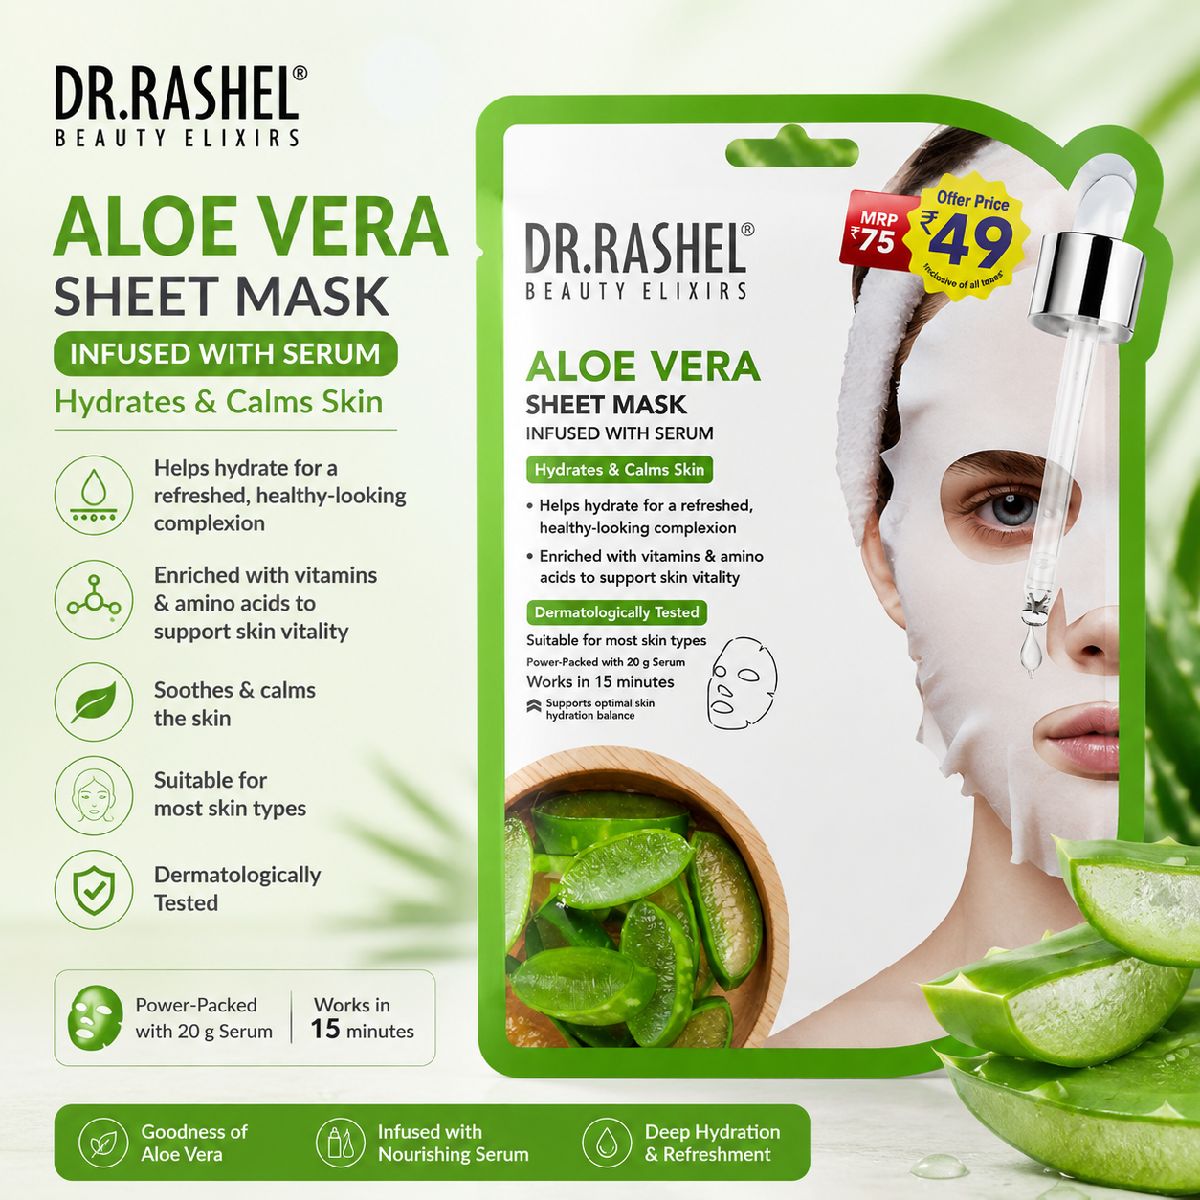 DR.RASHEL®
BEAUTY ELIXIRS
ALOE VERA
SHEET MASK
INFUSED WITH SERUM
Hydrates & Calms Skin
Helps hydrate for a
refreshed, healthy-looking
complexion
Enriched with vitamins
& amino acids to
support skin vitality
Soothes & calms
the skin
Suitable for
most skin types
Dermatologically
Tested
Power-Packed
with 20 g Serum
Works in
15 minutes
Goodness of
Aloe Vera
Infused with
Nourishing Serum
Deep Hydration
& Refreshment
DR.RASHEL®
BEAUTY ELIXIRS
MRP
₹75
Offer Price
₹49
Inclusive of all taxes
ALOE VERA
SHEET MASK
INFUSED WITH SERUM
Hydrates & Calms Skin
• Helps hydrate for a refreshed,
healthy-looking complexion
• Enriched with vitamins & amino
acids to support skin vitality
Dermatologically Tested
Suitable for most skin types
Power-Packed with 20 g Serum
Works in 15 minutes
Supports optimal skin
hydration balance